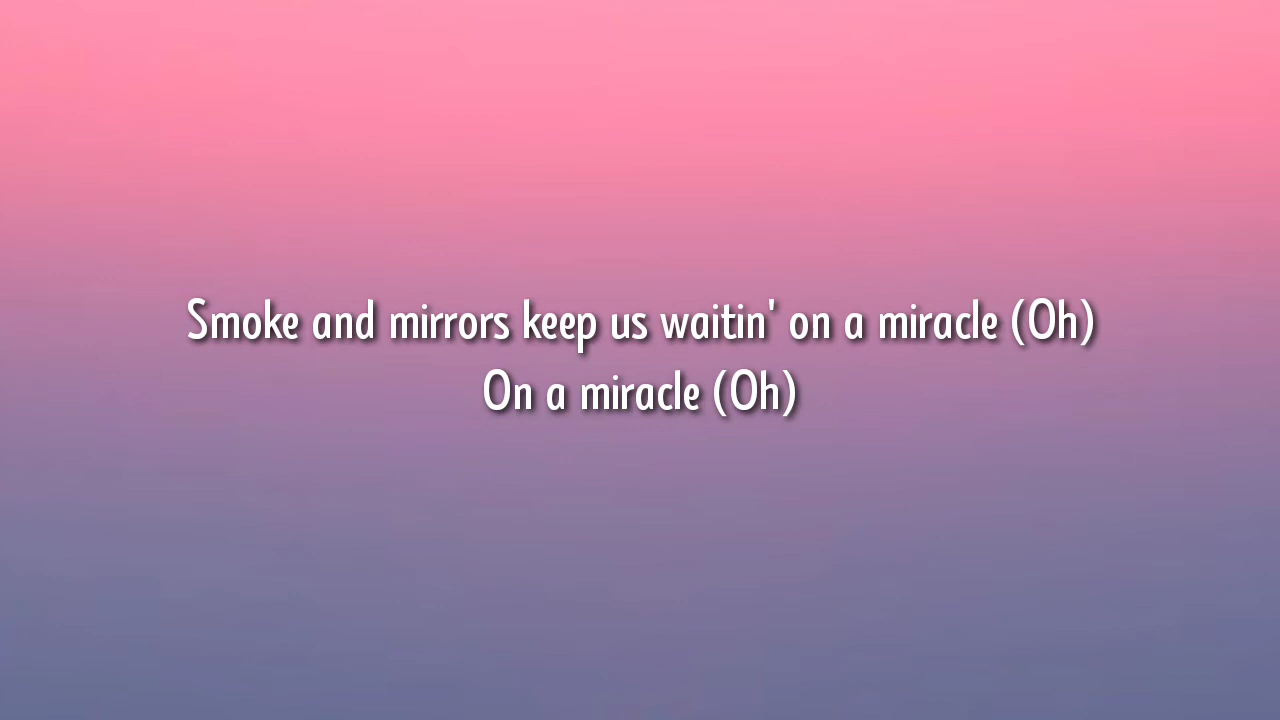 Smoke and mirrors keep us waitin' on a miracle (Oh)
On a miracle (Oh)